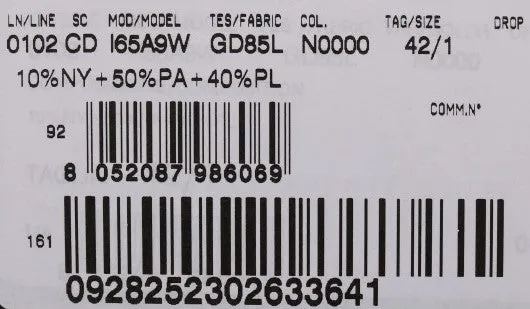 LN/LINE SC MOD/MODEL TES/FABRIC COL. TAG/SIZE DROP
0102 CD I65A9W GD85L N0000 42/1
10%NY+50%PA+40%PL
COMM.N°
92
8 052087 986069
161
0928252302633641